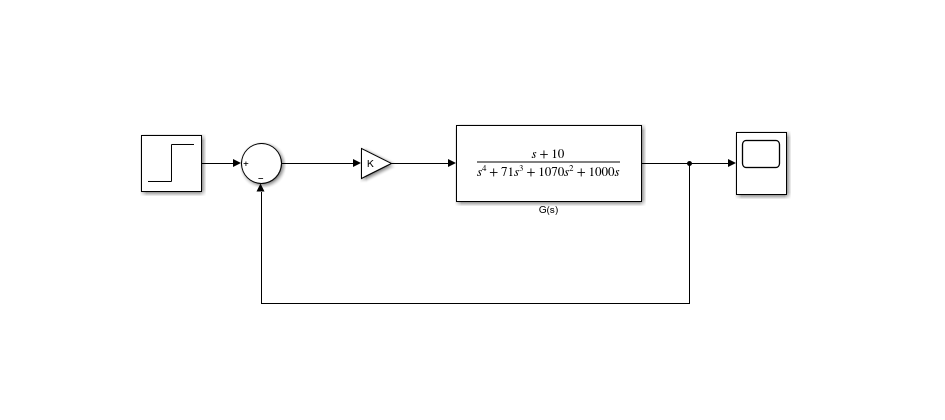 +
−
K
s + 10
s⁴ + 71s³ + 1070s² + 1000s
G(s)